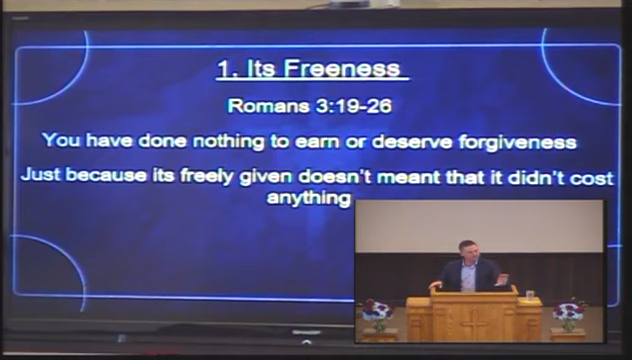 1. Its Freeness
Romans 3:19-26
You have done nothing to earn or deserve forgiveness
Just because its freely given doesn't meant that it didn't cost
anything